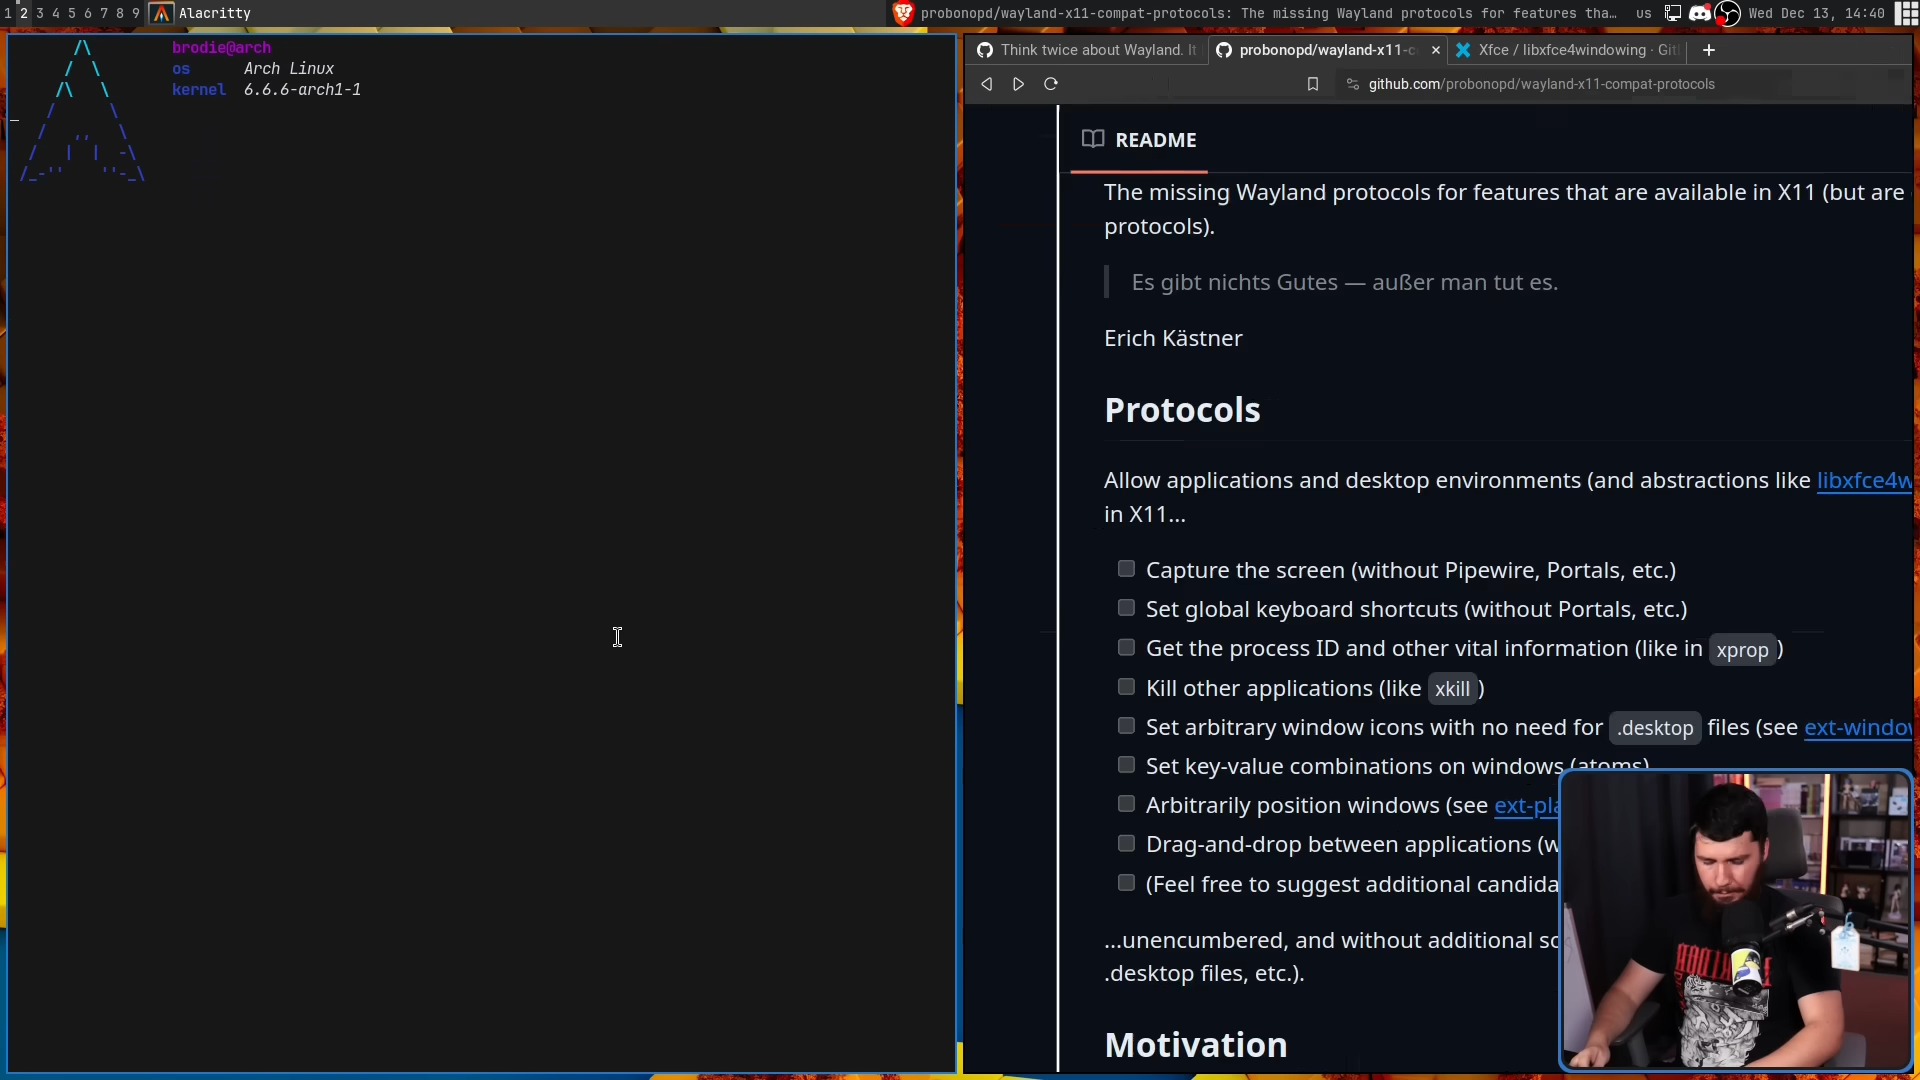 1 2 3 4 5 6 7 8 9 Alacritty
probonopd/wayland-x11-compat-protocols: The missing Wayland protocols for features tha… us Wed Dec 13, 14:40
brodie@arch
os Arch Linux
kernel 6.6.6-arch1-1
Think twice about Wayland. It
probonopd/wayland-x11-c
Xfce / libxfce4windowing · Git
github.com/probonopd/wayland-x11-compat-protocols
README
The missing Wayland protocols for features that are available in X11 (but are
protocols).
Es gibt nichts Gutes — außer man tut es.
Erich Kästner
Protocols
Allow applications and desktop environments (and abstractions like libxfce4w
in X11...
Capture the screen (without Pipewire, Portals, etc.)
Set global keyboard shortcuts (without Portals, etc.)
Get the process ID and other vital information (like in xprop)
Kill other applications (like xkill)
Set arbitrary window icons with no need for .desktop files (see ext-window
Set key-value combinations on windows (atoms)
Arbitrarily position windows (see ext-pla
Drag-and-drop between applications (w
(Feel free to suggest additional candida
...unencumbered, and without additional
.desktop files, etc.).
Motivation